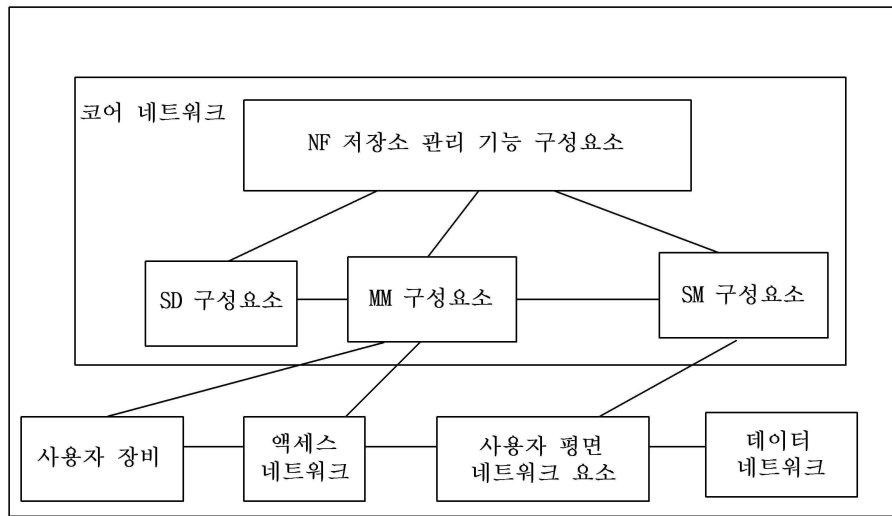 코어 네트워크
NF 저장소 관리 기능 구성요소
SD 구성요소
MM 구성요소
SM 구성요소
사용자 장비
액세스
네트워크
사용자 평면
네트워크 요소
데이터
네트워크